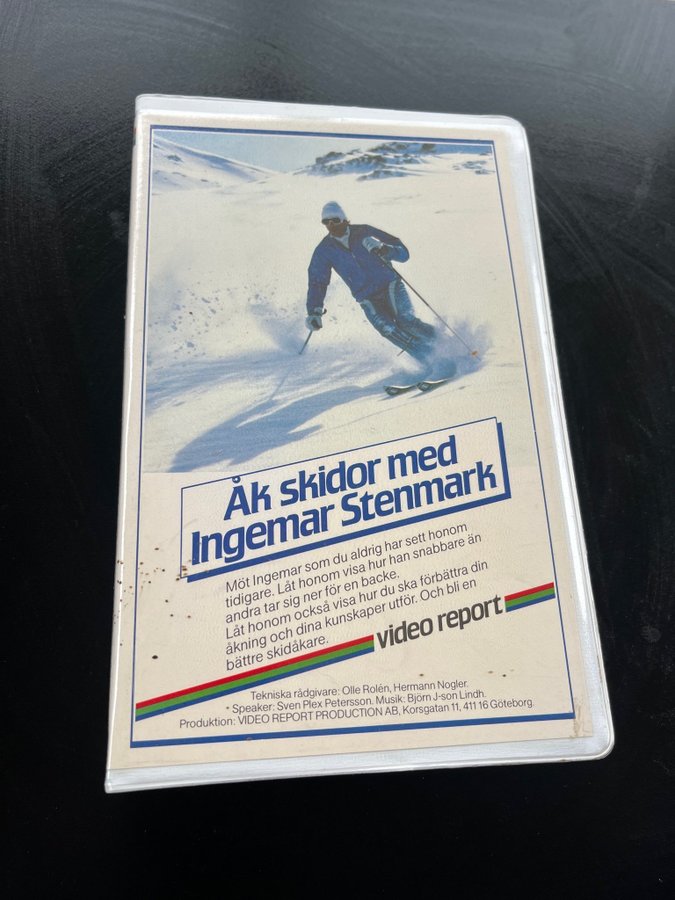 Åk skidor med
Ingemar Stenmark
Möt Ingemar som du aldrig har sett honom
tidigare. Låt honom visa hur han snabbare än
andra tar sig ner för en backe.
Låt honom också visa hur du ska förbättra din
åkning och dina kunskaper utför. Och bli en
bättre skidåkare.
video report
Tekniska rådgivare: Olle Rolén, Hermann Nogler.
Speaker: Sven Plex Petersson. Musik: Björn J-son Lindh.
Produktion: VIDEO REPORT PRODUCTION AB, Korsgatan 11, 411 16 Göteborg.